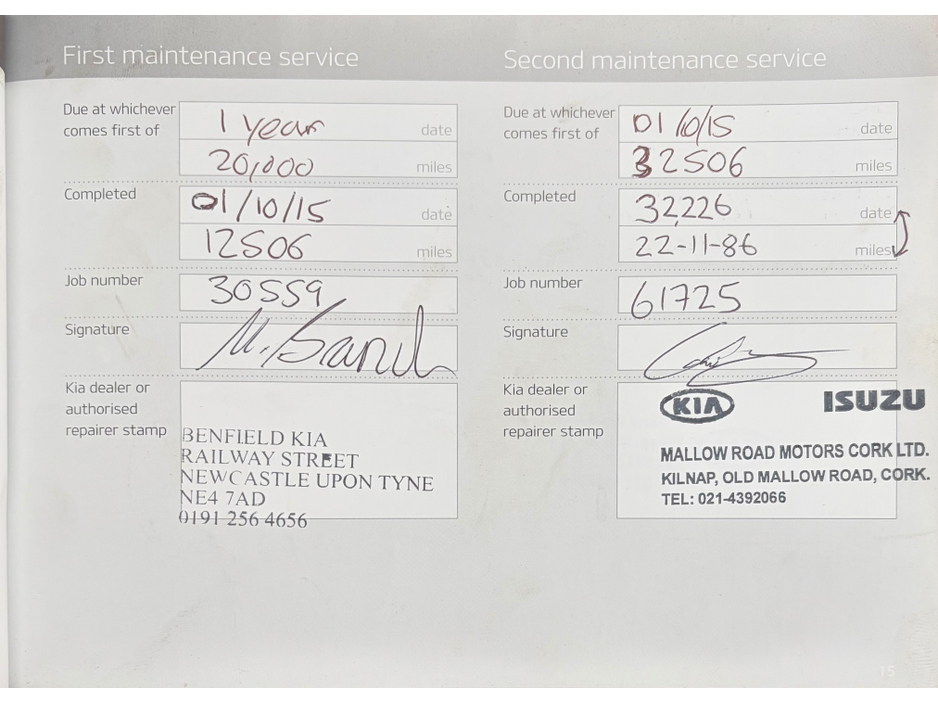 First maintenance service
Due at whichever comes first of
1 year date
20,000 miles
Completed
01/10/15 date
12506 miles
Job number
30559
Signature
M. Sand
Kia dealer or authorised repairer stamp
BENFIELD KIA
RAILWAY STREET
NEWCASTLE UPON TYNE
NE4 7AD
0191 256 4656
Second maintenance service
Due at whichever comes first of
01/10/15 date
32506 miles
Completed
32,226 date
22-11-86 miles
Job number
61725
Signature
Kia dealer or authorised repairer stamp
KIA ISUZU
MALLOW ROAD MOTORS CORK LTD.
KILNAP, OLD MALLOW ROAD, CORK.
TEL: 021-4392066
15